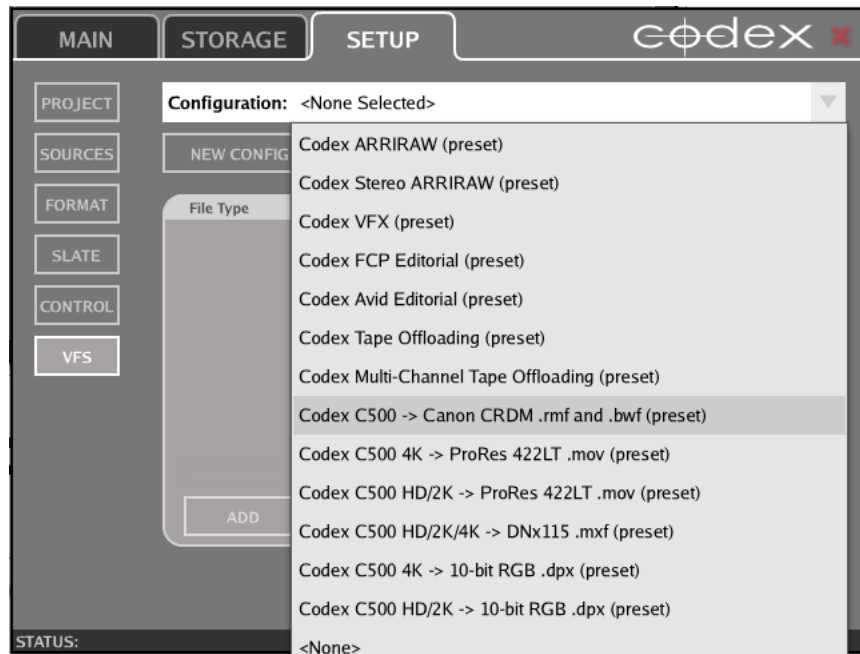 MAIN STORAGE SETUP codex
PROJECT
SOURCES
FORMAT
SLATE
CONTROL
VFS
Configuration: <None Selected>
NEW CONFIG
File Type
ADD
Codex ARRIRAW (preset)
Codex Stereo ARRIRAW (preset)
Codex VFX (preset)
Codex FCP Editorial (preset)
Codex Avid Editorial (preset)
Codex Tape Offloading (preset)
Codex Multi-Channel Tape Offloading (preset)
Codex C500 -> Canon CRDM .rmf and .bwf (preset)
Codex C500 4K -> ProRes 422LT .mov (preset)
Codex C500 HD/2K -> ProRes 422LT .mov (preset)
Codex C500 HD/2K/4K -> DNx115 .mxf (preset)
Codex C500 4K -> 10-bit RGB .dpx (preset)
Codex C500 HD/2K -> 10-bit RGB .dpx (preset)
<None>
STATUS: